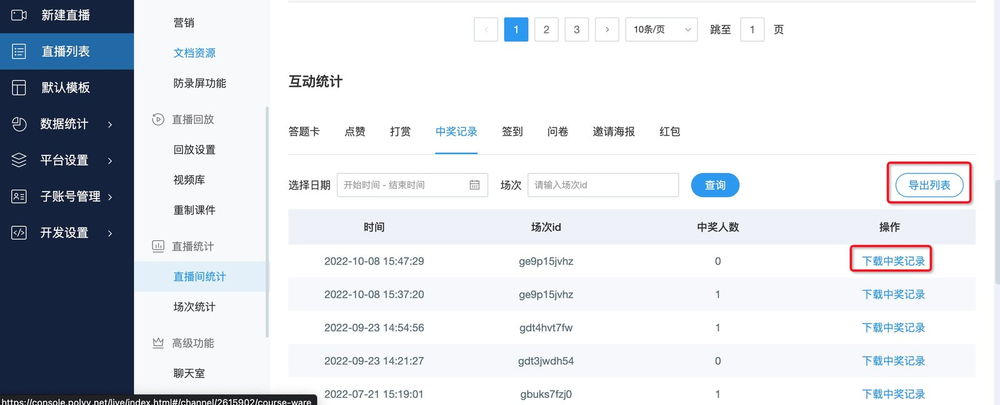 新建直播
直播列表
默认模板
数据统计
平台设置
子账号管理
开发设置
营销
文档资源
防录屏功能
直播回放
回放设置
视频库
重制课件
直播统计
直播间统计
场次统计
高级功能
聊天室
1 2 3 10条/页 跳至 1 页
互动统计
答题卡 点赞 打赏 中奖记录 签到 问卷 邀请海报 红包
选择日期 开始时间 - 结束时间 场次 请输入场次id 查询 导出列表
时间 场次id 中奖人数 操作
2022-10-08 15:47:29 ge9p15jvhz 0 下载中奖记录
2022-10-08 15:37:20 ge9p15jvhz 1 下载中奖记录
2022-09-23 14:54:56 gdt4hvt7fw 1 下载中奖记录
2022-09-23 14:21:27 gdt3jwdh54 0 下载中奖记录
2022-07-21 15:19:01 gbuks7fzj0 1 下载中奖记录
https://console.polyv.net/live/index.html#/channel/2615902/course-ware